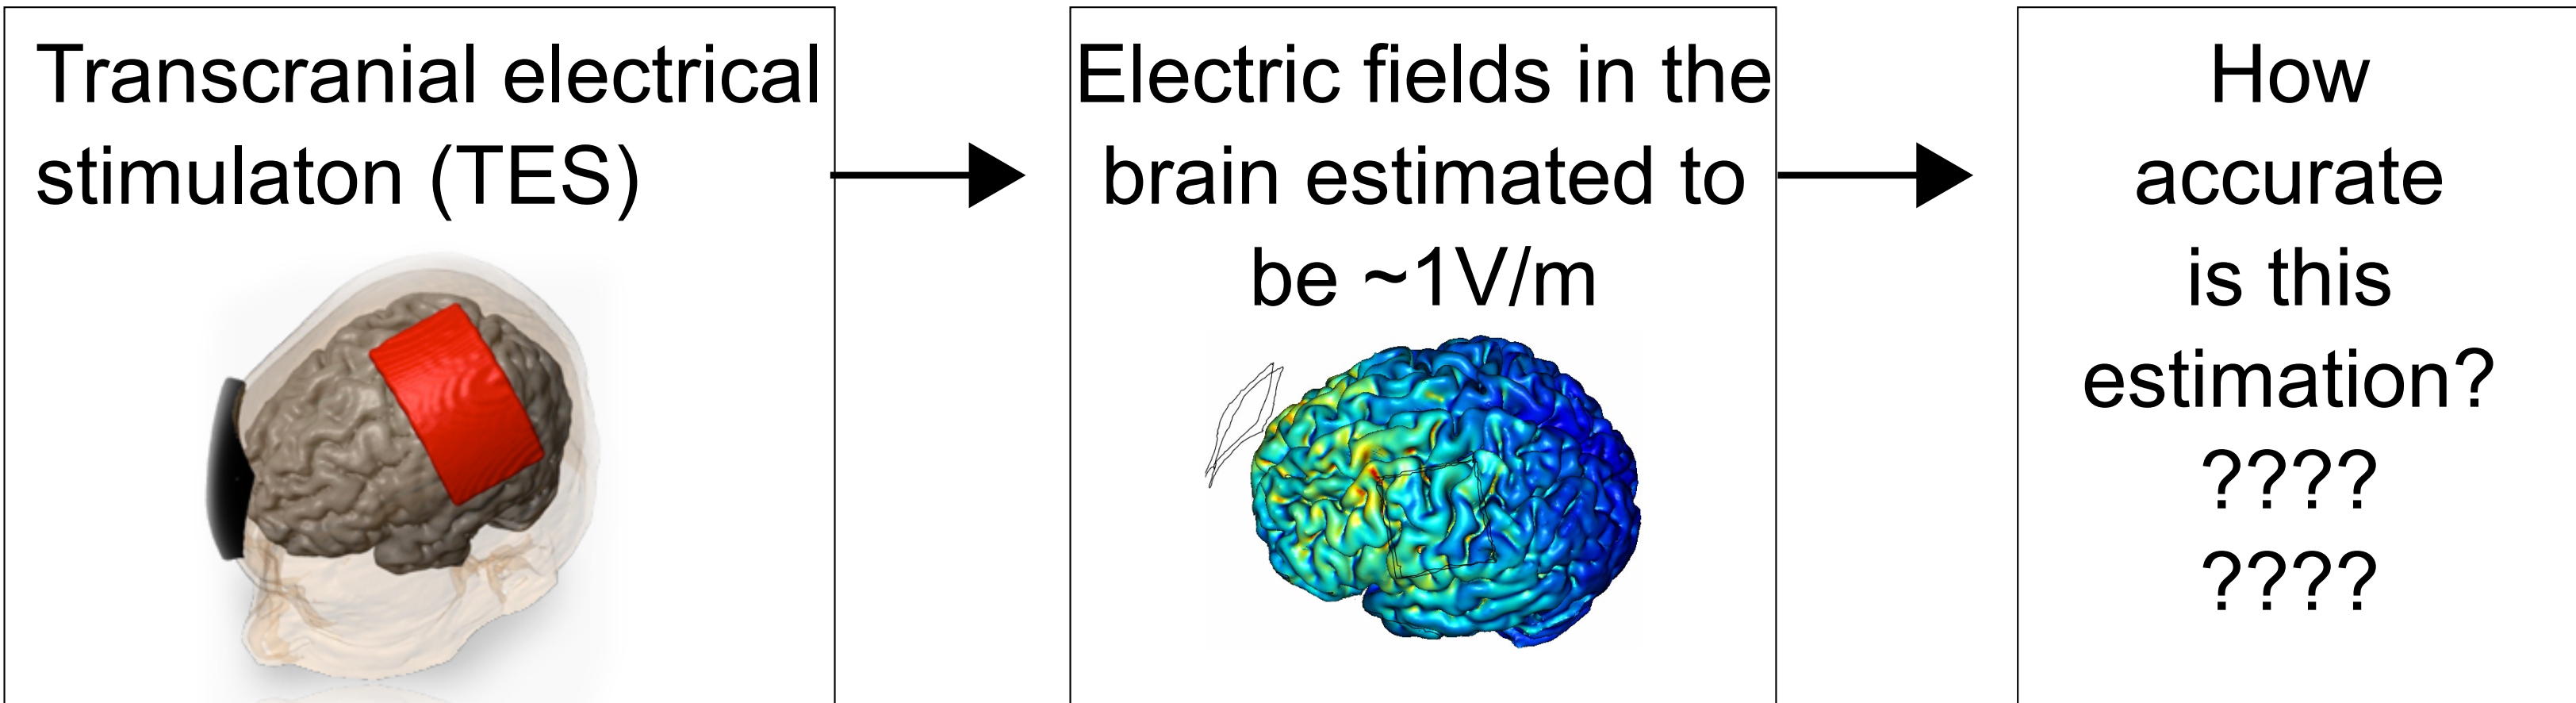 Transcranial electrical
stimulaton (TES)
Electric fields in the
brain estimated to
be ~1V/m
How
accurate
is this
estimation?
????
????